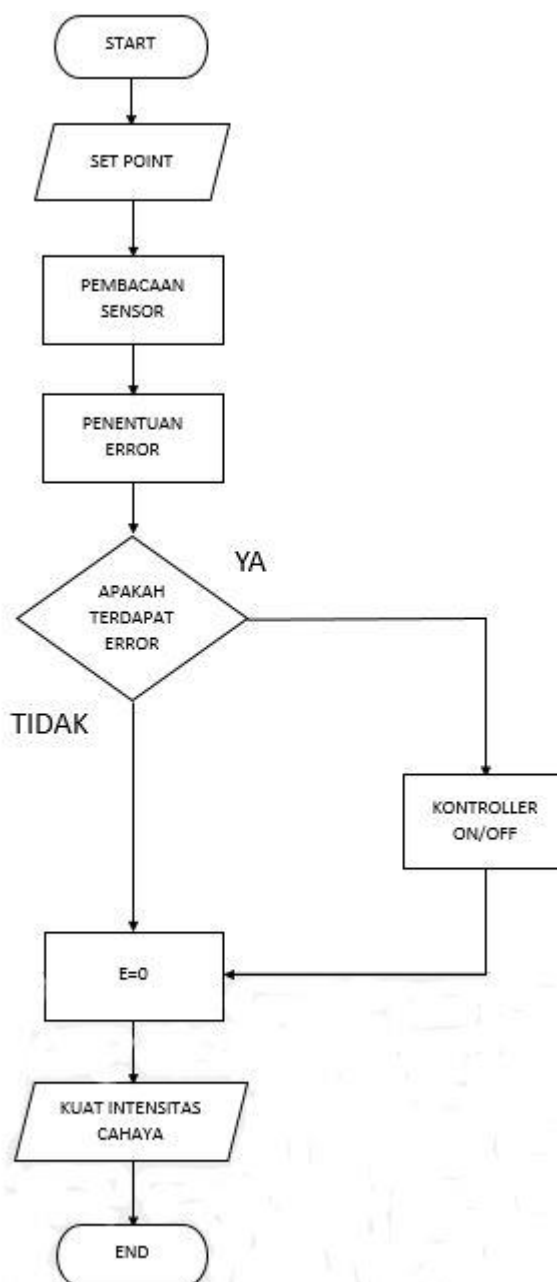 START
SET POINT
PEMBACAAN
SENSOR
PENENTUAN
ERROR
APAKAH
TERDAPAT
ERROR
YA
TIDAK
KONTROLLER
ON/OFF
E=0
KUAT INTENSITAS
CAHAYA
END